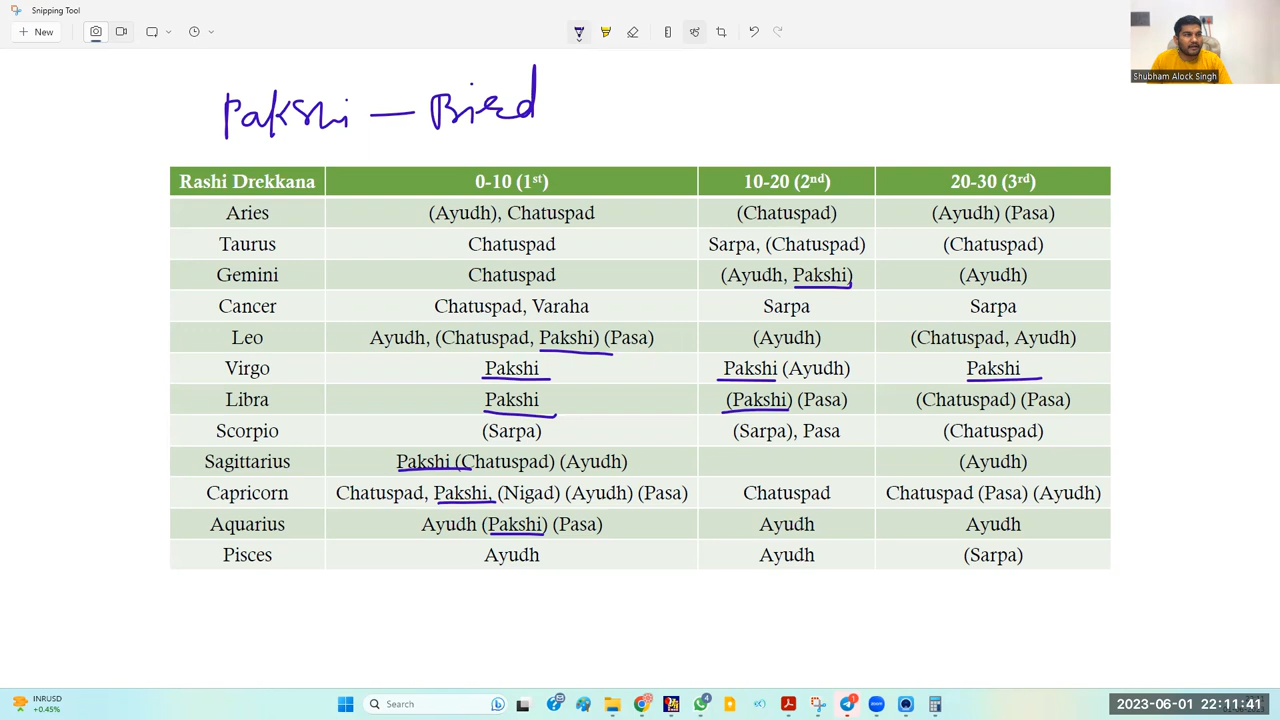 Snipping Tool
New
Shubham Alock Singh
Pakshi — Bird
Rashi Drekkana 0-10 (1st) 10-20 (2nd) 20-30 (3rd)
Aries (Ayudh), Chatuspad (Chatuspad) (Ayudh) (Pasa)
Taurus Chatuspad Sarpa, (Chatuspad) (Chatuspad)
Gemini Chatuspad (Ayudh, Pakshi) (Ayudh)
Cancer Chatuspad, Varaha Sarpa Sarpa
Leo Ayudh, (Chatuspad, Pakshi) (Pasa) (Ayudh) (Chatuspad, Ayudh)
Virgo Pakshi Pakshi (Ayudh) Pakshi
Libra Pakshi (Pakshi) (Pasa) (Chatuspad) (Pasa)
Scorpio (Sarpa) (Sarpa), Pasa (Chatuspad)
Sagittarius Pakshi (Chatuspad) (Ayudh) (Ayudh)
Capricorn Chatuspad, Pakshi, (Nigad) (Ayudh) (Pasa) Chatuspad Chatuspad (Pasa) (Ayudh)
Aquarius Ayudh (Pakshi) (Pasa) Ayudh Ayudh
Pisces Ayudh Ayudh (Sarpa)
INRUSD
+0.45%
Search
4
1
2023-06-01 22:11:41